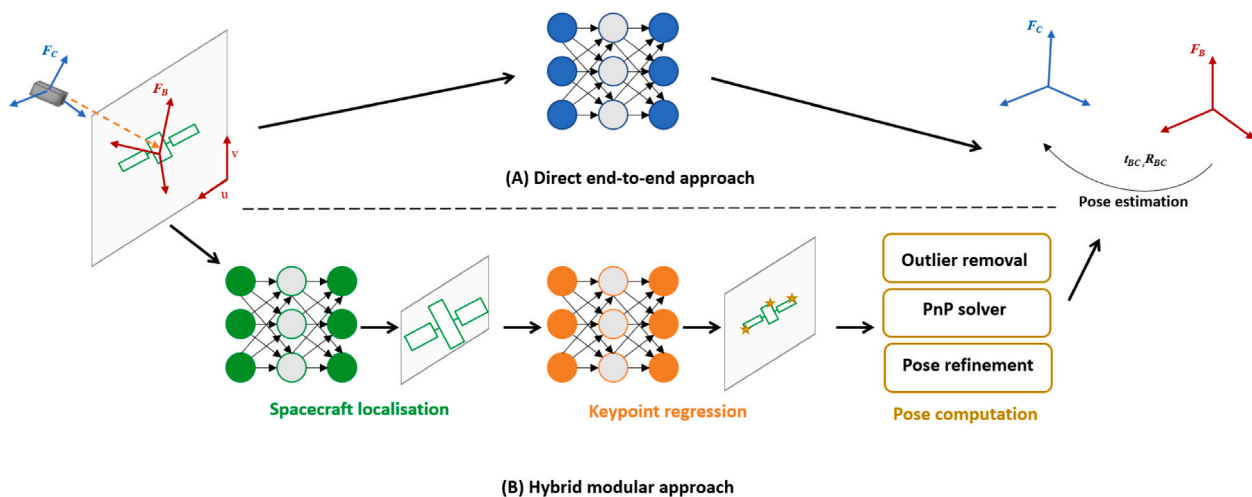 F_C
F_B
v
u
(A) Direct end-to-end approach
F_C
F_B
t_BC,R_BC
Pose estimation
Spacecraft localisation
Keypoint regression
Outlier removal
PnP solver
Pose refinement
Pose computation
(B) Hybrid modular approach